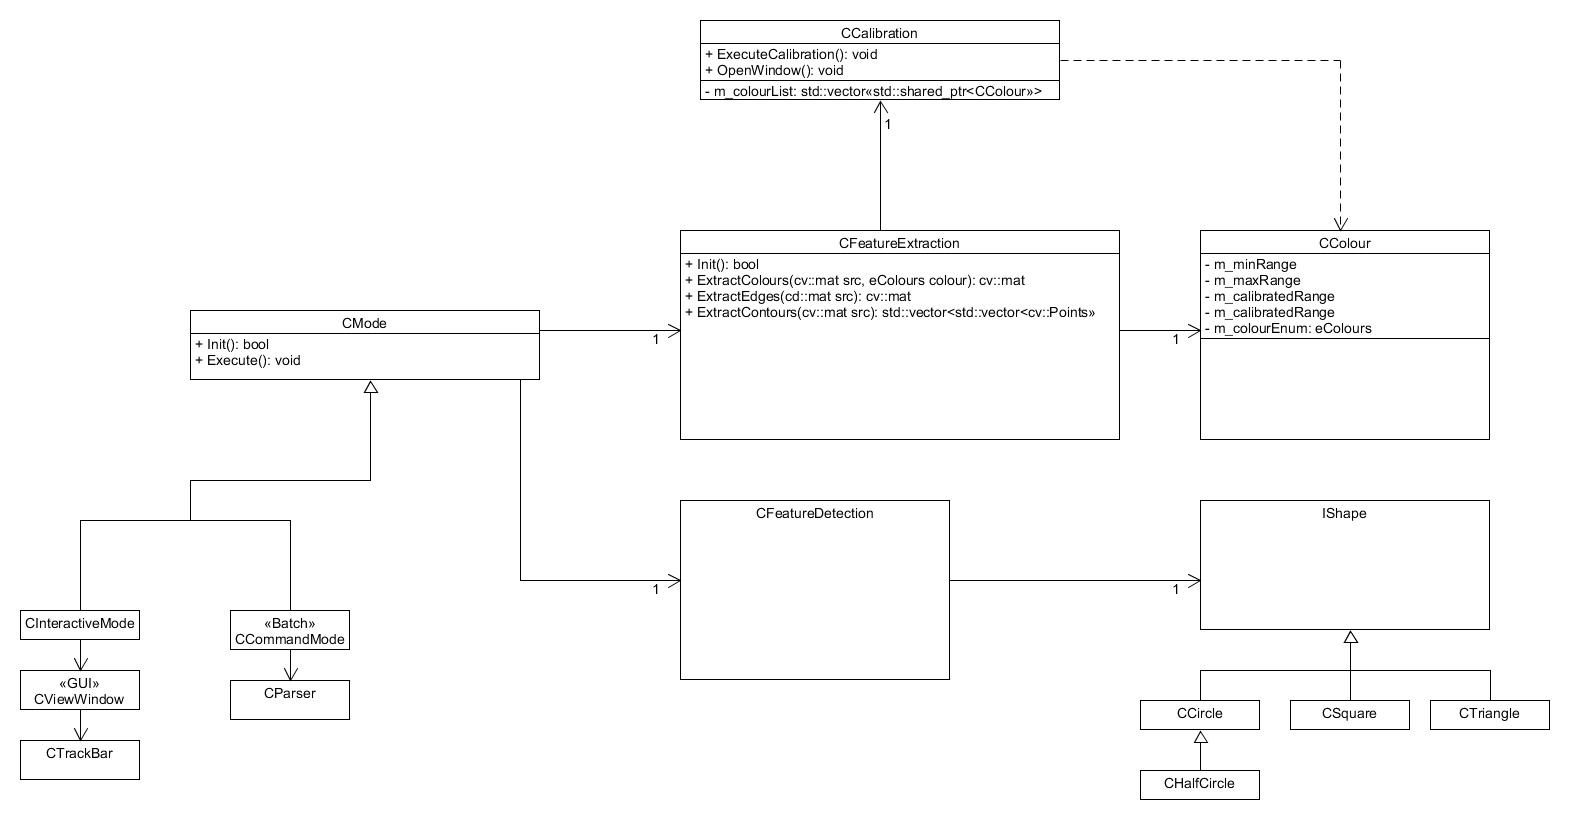 CCalibration
+ ExecuteCalibration(): void
+ OpenWindow(): void
- m_colourList: std::vector«std::shared_ptr<CColour»>
1
CFeatureExtraction
+ Init(): bool
+ ExtractColours(cv::mat src, eColours colour): cv::mat
+ ExtractEdges(cd::mat src): cv::mat
+ ExtractContours(cv::mat src): std::vector<std::vector<cv::Points»
CColour
- m_minRange
- m_maxRange
- m_calibratedRange
- m_calibratedRange
- m_colourEnum: eColours
CMode
+ Init(): bool
+ Execute(): void
1
1
CFeatureDetection
IShape
1
1
CInteractiveMode
«Batch»
CCommandMode
«GUI»
CViewWindow
CParser
CTrackBar
CCircle
CSquare
CTriangle
CHalfCircle